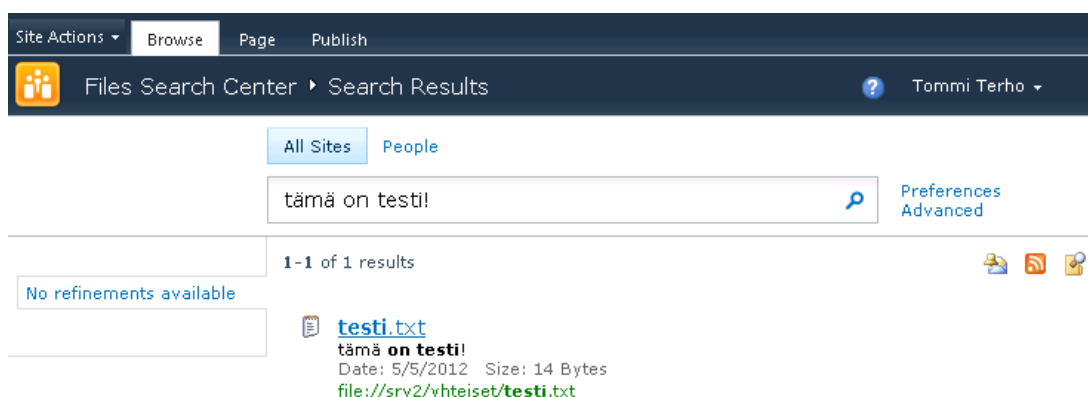 Site Actions Browse Page Publish
Files Search Center Search Results ? Tommi Terho
All Sites People
tämä on testi!
Preferences
Advanced
1-1 of 1 results
No refinements available
testi.txt
tämä on testi!
Date: 5/5/2012 Size: 14 Bytes
file://srv2/yhteiset/testi.txt